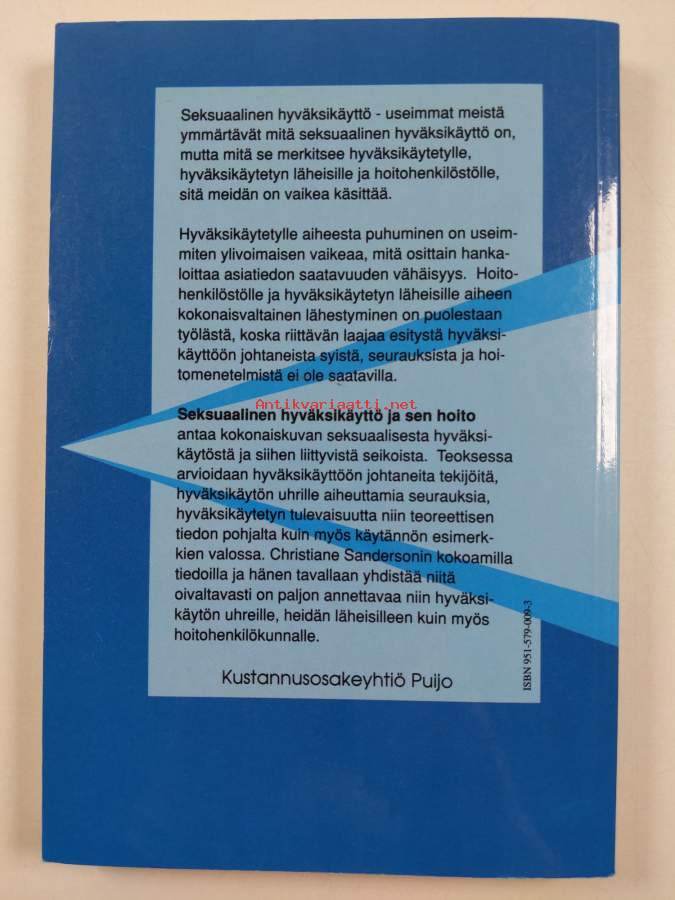 Seksuaalinen hyväksikäyttö - useimmat meistä
ymmärtävät mitä seksuaalinen hyväksikäyttö on,
mutta mitä se merkitsee hyväksikäytetylle,
hyväksikäytetyn läheisille ja hoitohenkilöstölle,
sitä meidän on vaikea käsittää.
Hyväksikäytetylle aiheesta puhuminen on useim-
miten ylivoimaisen vaikeaa, mitä osittain hanka-
loittaa asiatiedon saatavuuden vähäisyys. Hoito-
henkilöstölle ja hyväksikäytetyn läheisille aiheen
kokonaisvaltainen lähestyminen on puolestaan
työlästä, koska riittävän laajaa esitystä hyväksi-
käyttöön johtaneista syistä, seurauksista ja hoi-
tomenetelmistä ei ole saatavilla.
Antikvariaatti.net
Seksuaalinen hyväksikäyttö ja sen hoito
antaa kokonaiskuvan seksuaalisesta hyväksi-
käytöstä ja siihen liittyvistä seikoista. Teoksessa
arvioidaan hyväksikäyttöön johtaneita tekijöitä,
hyväksikäytön uhrille aiheuttamia seurauksia,
hyväksikäytetyn tulevaisuutta niin teoreettisen
tiedon pohjalta kuin myös käytännön esimerk-
kien valossa. Christiane Sandersonin kokoamilla
tiedoilla ja hänen tavallaan yhdistää niitä
oivaltavasti on paljon annettavaa niin hyväksi-
käytön uhreille, heidän läheisilleen kuin myös
hoitohenkilökunnalle.
Kustannusosakeyhtiö Puijo
ISBN 951-579-009-3